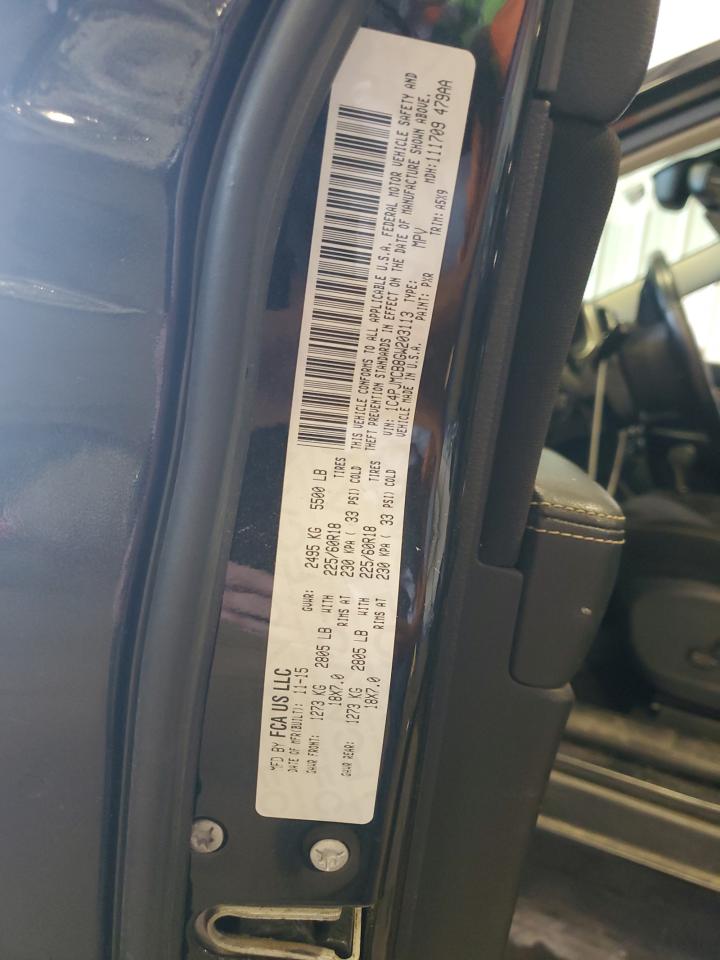 MFD BY FCA US LLC
DATE OF MFR(BUILT): 11-15 GVWR: 2495 KG 5500 LB
GAWR FRONT: 1273 KG 2805 LB WITH 225/60R18 TIRES
18X7.0 RIMS AT 230 KPA ( 33 PSI) COLD
GAWR REAR: 1273 KG 2805 LB WITH 225/60R18 TIRES
18X7.0 RIMS AT 230 KPA ( 33 PSI) COLD
THIS VEHICLE CONFORMS TO ALL APPLICABLE U.S.A. FEDERAL MOTOR VEHICLE SAFETY AND
THEFT PREVENTION STANDARDS IN EFFECT ON THE DATE OF MANUFACTURE SHOWN ABOVE.
VIN: 1C4PJMCB8GW203113 TYPE: MPV MDH:111709 479AA
VEHICLE MADE IN U.S.A. PAINT: PXR TRIM: A5X9